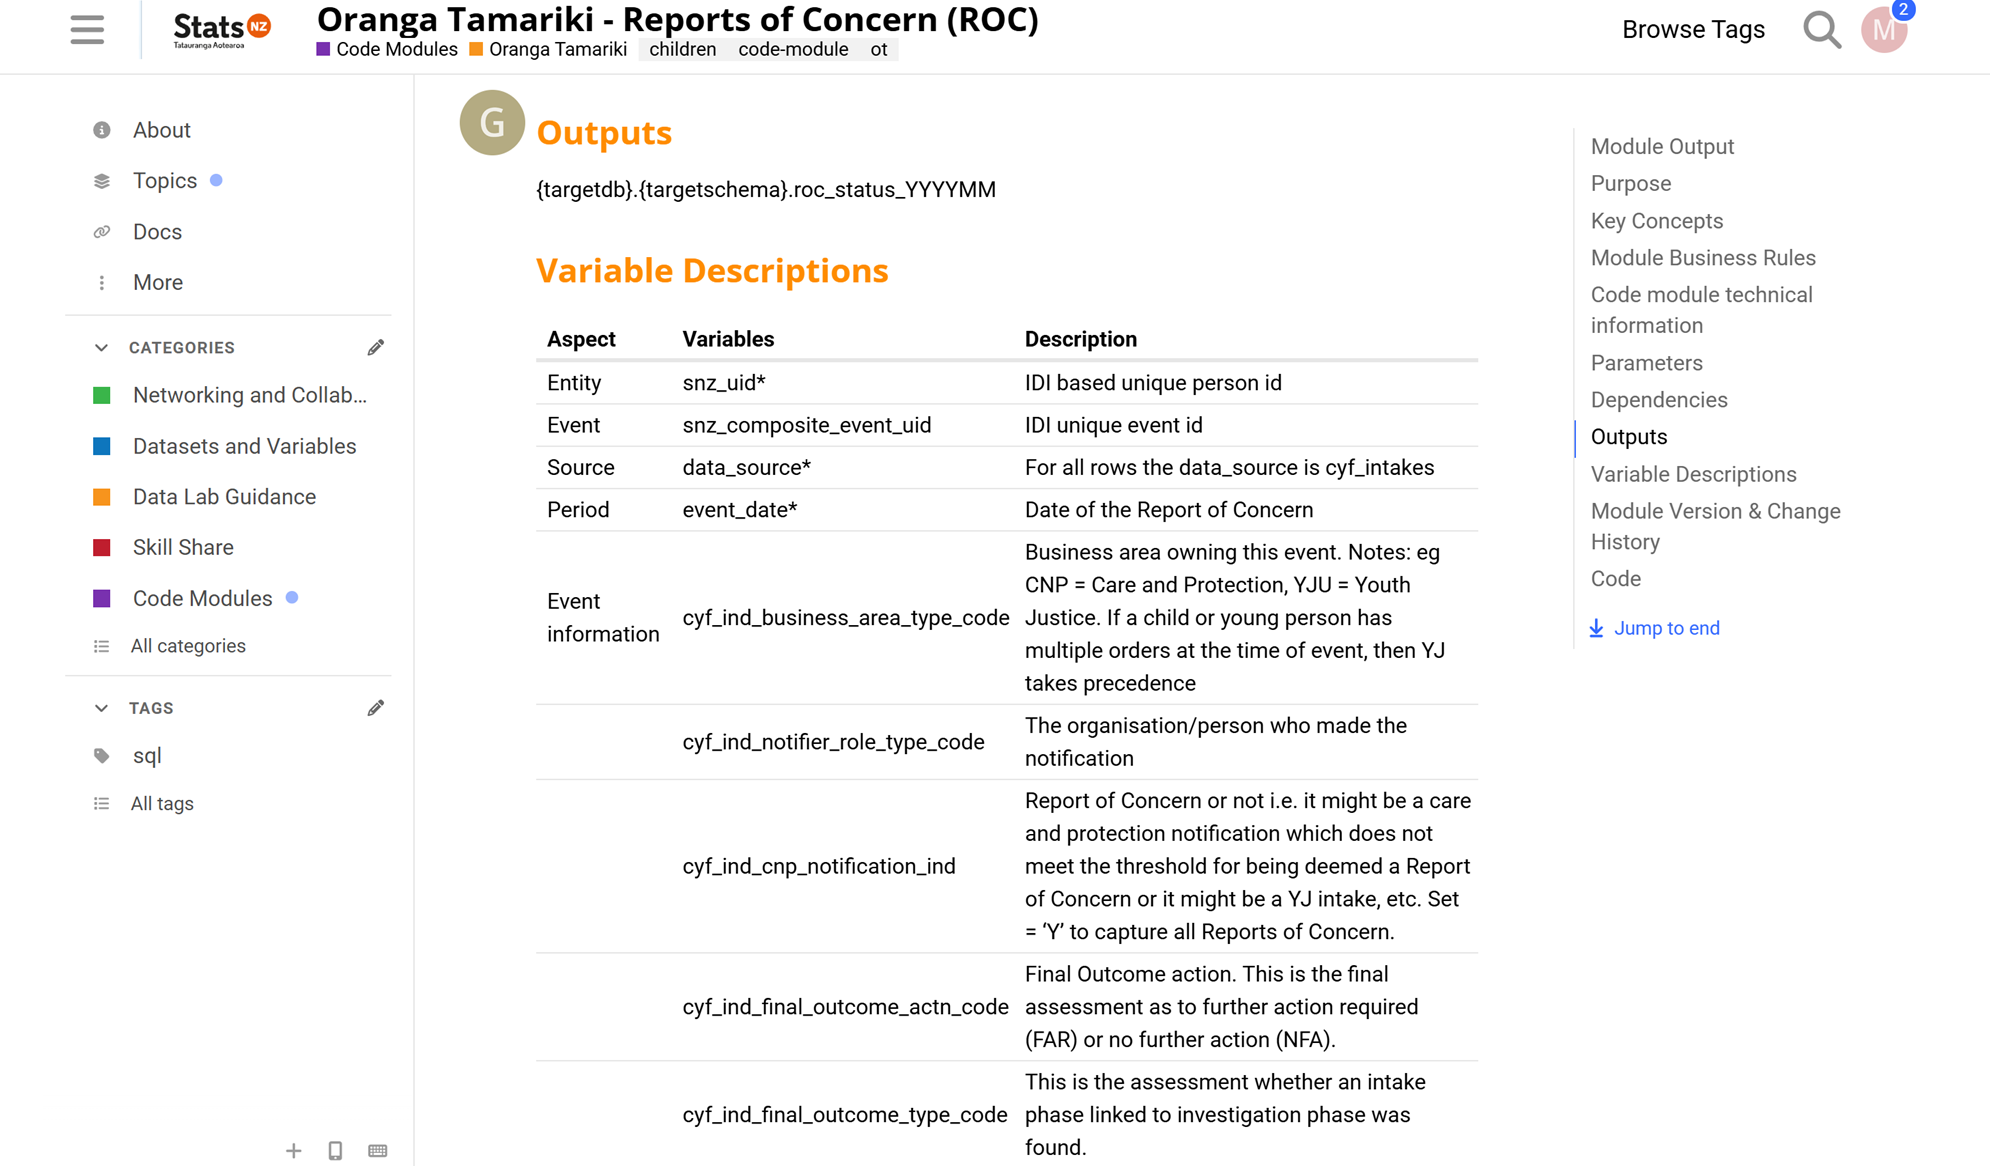 Stats NZ
Tatauranga Aotearoa
Oranga Tamariki - Reports of Concern (ROC)
Code Modules Oranga Tamariki children code-module ot
Browse Tags
M
2
About
Topics
Docs
More
CATEGORIES
Networking and Collab...
Datasets and Variables
Data Lab Guidance
Skill Share
Code Modules
All categories
TAGS
sql
All tags
G
Outputs
{targetdb}.{targetschema}.roc_status_YYYYMM
Variable Descriptions
Aspect Variables Description
Entity snz_uid* IDI based unique person id
Event snz_composite_event_uid IDI unique event id
Source data_source* For all rows the data_source is cyf_intakes
Period event_date* Date of the Report of Concern
Event
information
cyf_ind_business_area_type_code
Business area owning this event. Notes: eg
CNP = Care and Protection, YJU = Youth
Justice. If a child or young person has
multiple orders at the time of event, then YJ
takes precedence
cyf_ind_notifier_role_type_code
The organisation/person who made the
notification
cyf_ind_cnp_notification_ind
Report of Concern or not i.e. it might be a care
and protection notification which does not
meet the threshold for being deemed a Report
of Concern or it might be a YJ intake, etc. Set
= ‘Y’ to capture all Reports of Concern.
cyf_ind_final_outcome_actn_code
Final Outcome action. This is the final
assessment as to further action required
(FAR) or no further action (NFA).
cyf_ind_final_outcome_type_code
This is the assessment whether an intake
phase linked to investigation phase was
found.
Module Output
Purpose
Key Concepts
Module Business Rules
Code module technical
information
Parameters
Dependencies
Outputs
Variable Descriptions
Module Version & Change
History
Code
Jump to end